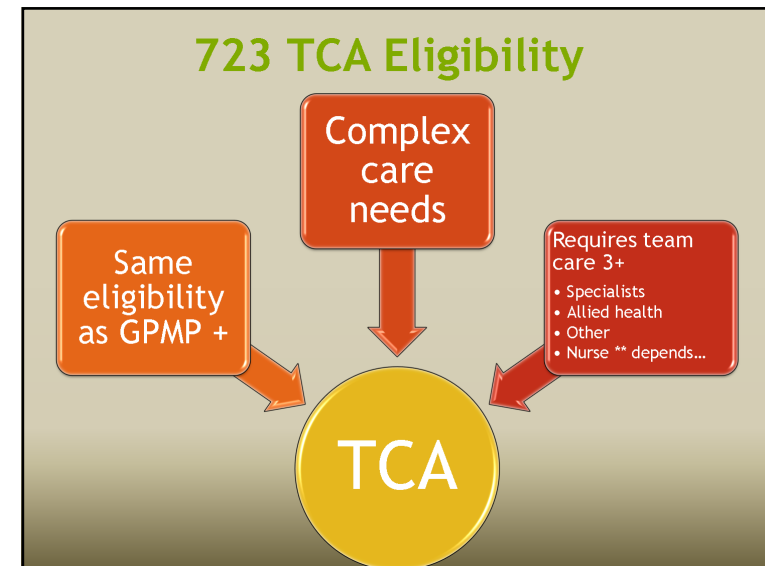 723 TCA Eligibility
Complex
care
needs
Same
eligibility
as GPMP +
Requires team
care 3+
• Specialists
• Allied health
• Other
• Nurse ** depends…
TCA